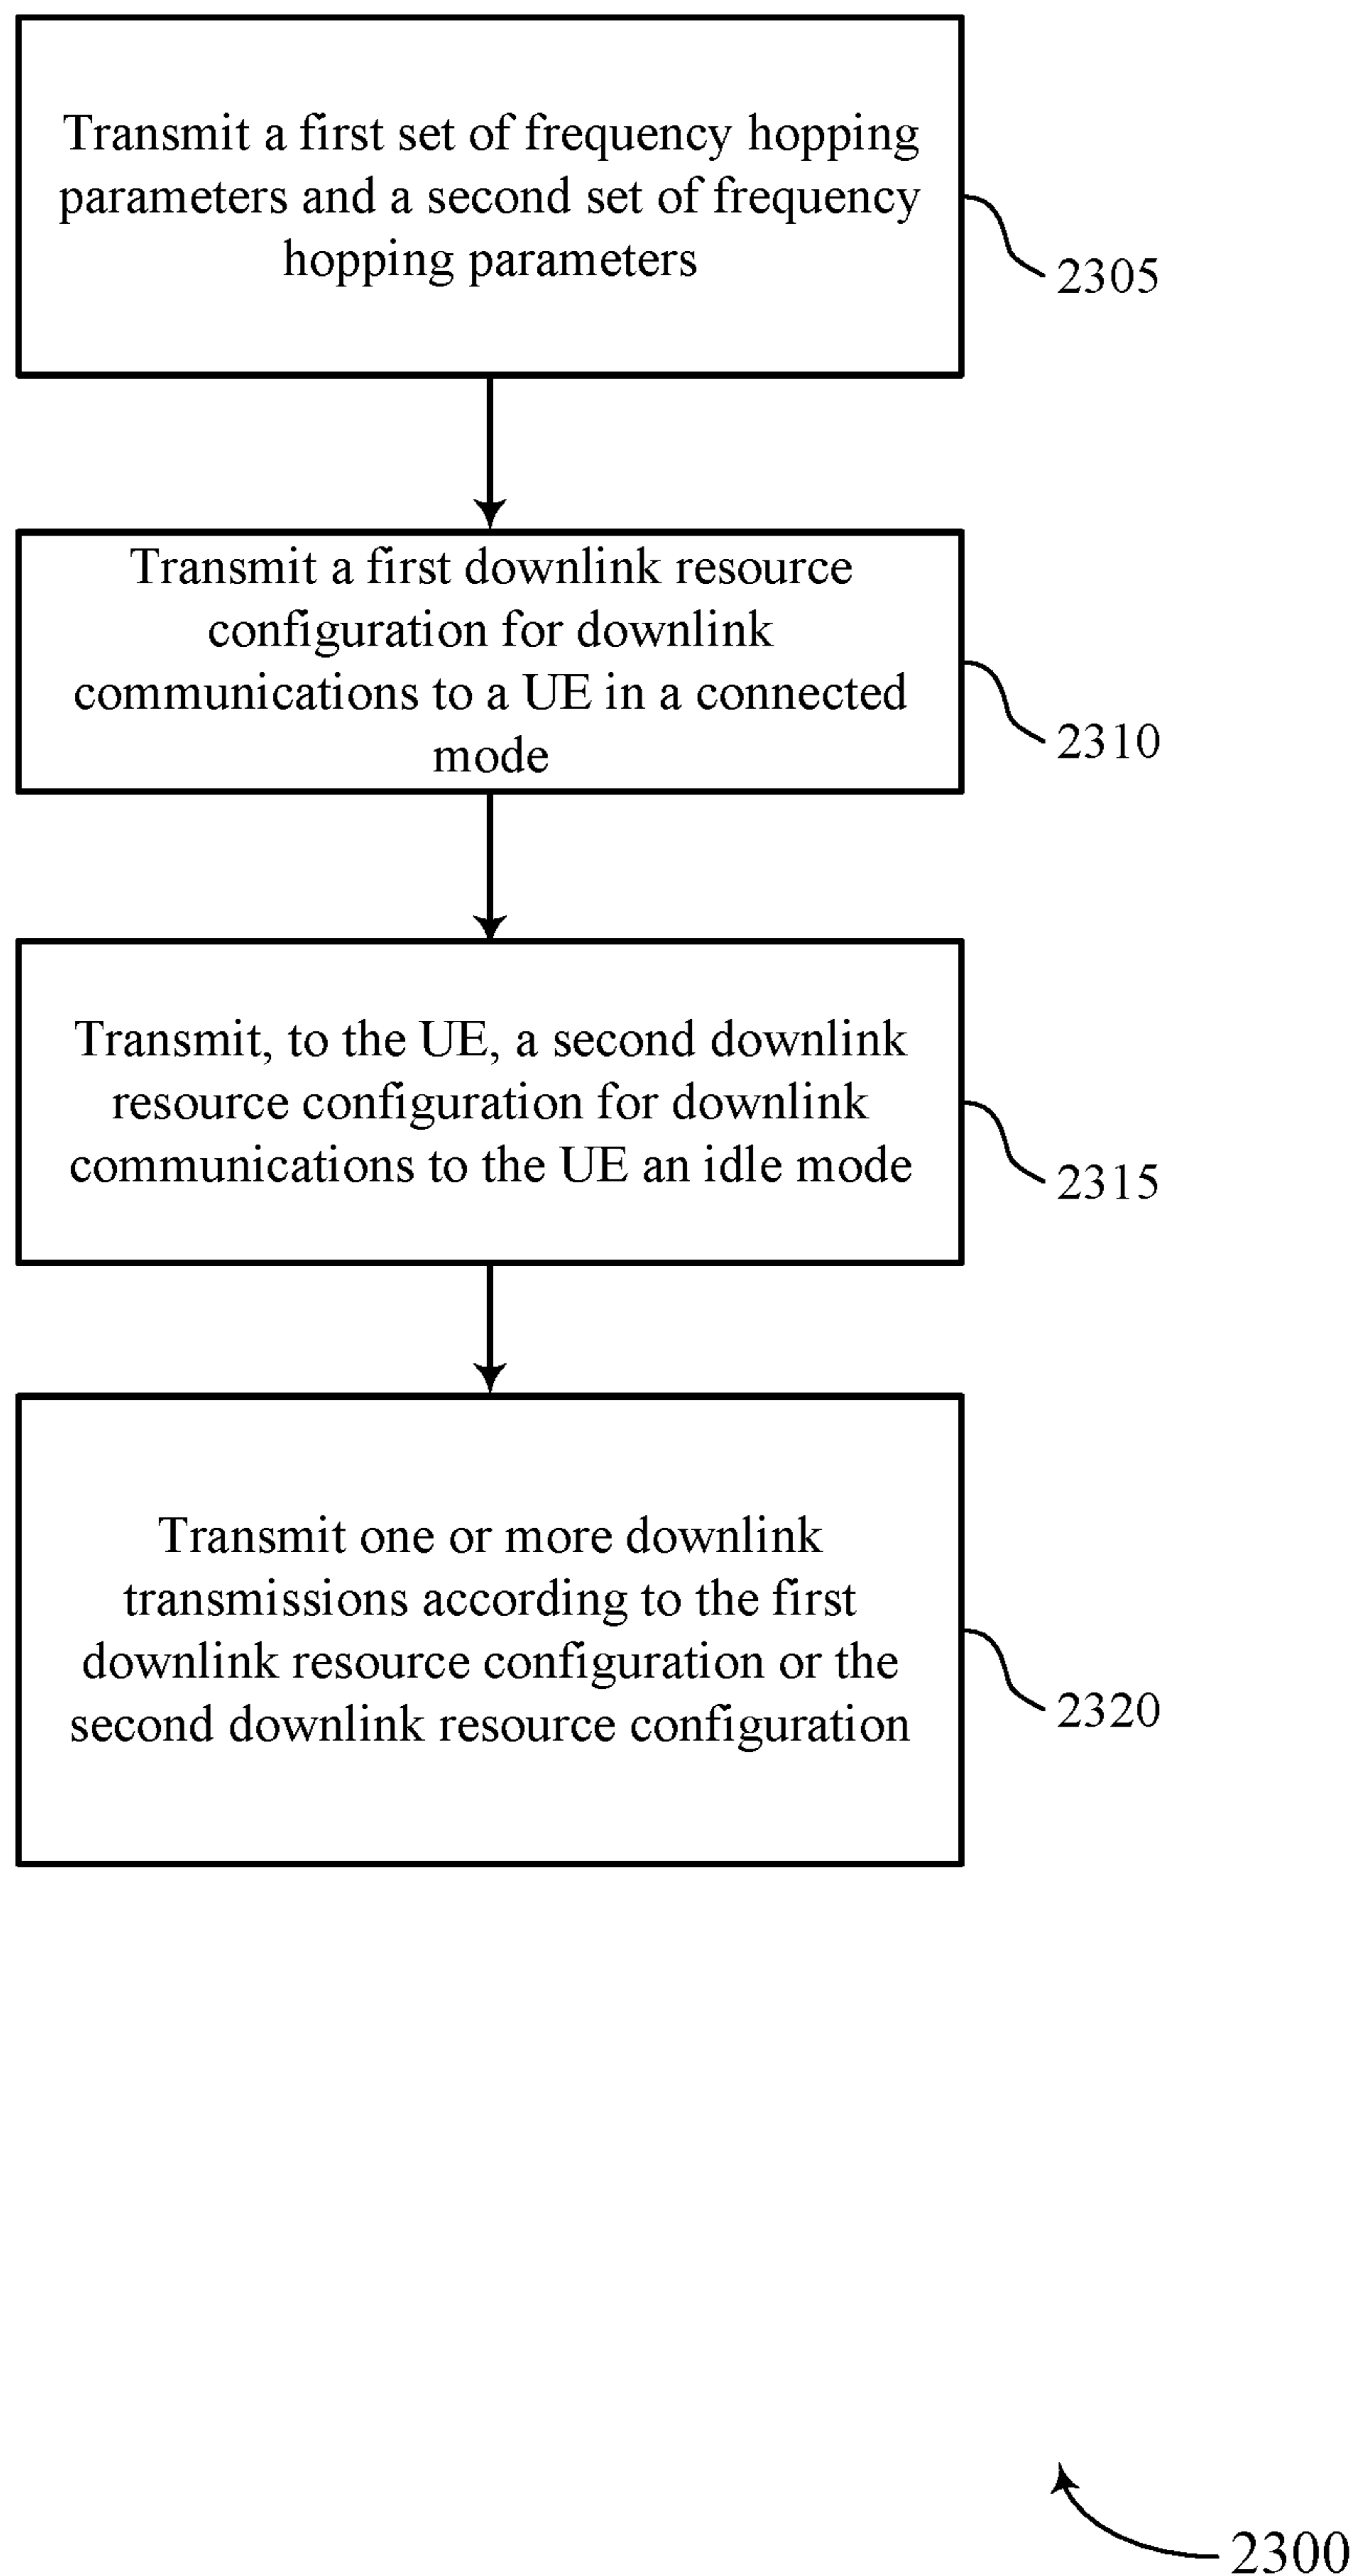 Transmit a first set of frequency hopping
parameters and a second set of frequency
hopping parameters
2305
Transmit a first downlink resource
configuration for downlink
communications to a UE in a connected
mode
2310
Transmit, to the UE, a second downlink
resource configuration for downlink
communications to the UE an idle mode
2315
Transmit one or more downlink
transmissions according to the first
downlink resource configuration or the
second downlink resource configuration
2320
2300